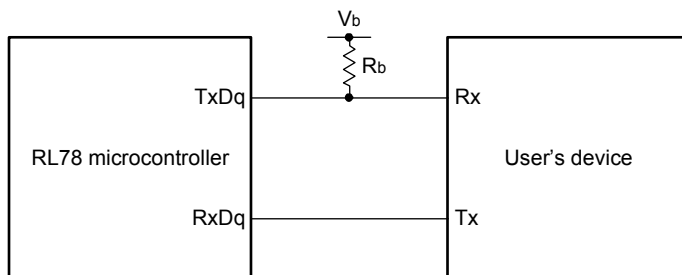 Vb
Rb
TxDq
Rx
RL78 microcontroller
User's device
RxDq
Tx